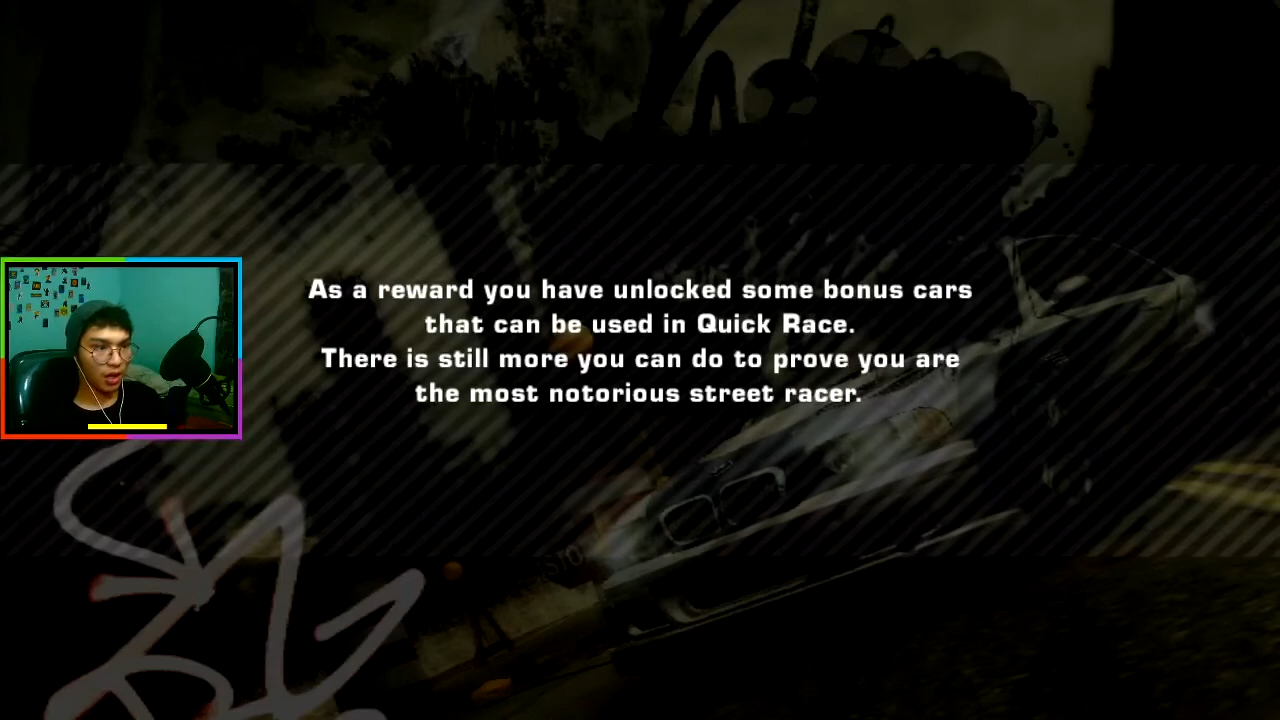 As a reward you have unlocked some bonus cars
that can be used in Quick Race.
There is still more you can do to prove you are
the most notorious street racer.